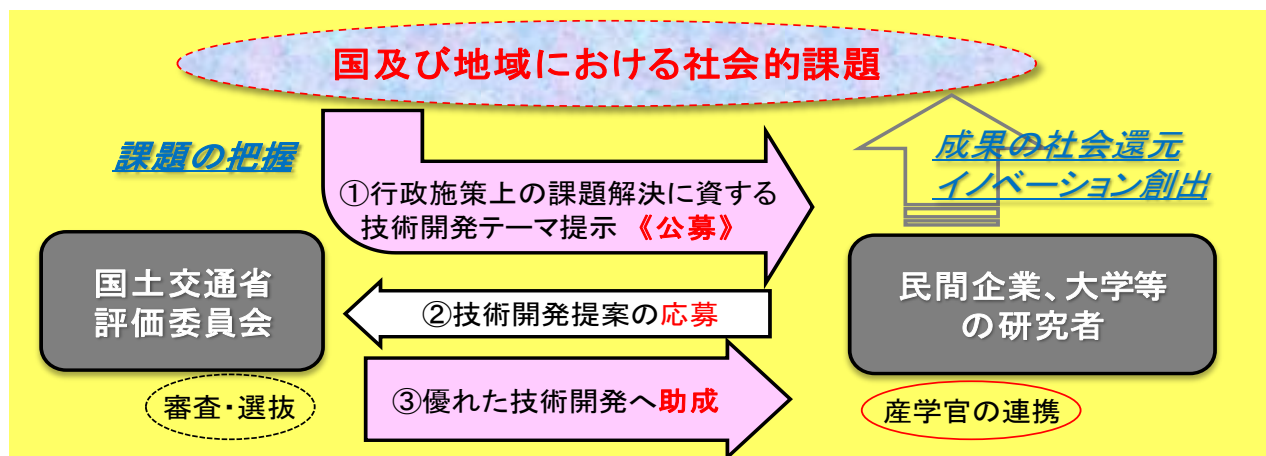 国及び地域における社会的課題
課題の把握
成果の社会還元
イノベーション創出
①行政施策上の課題解決に資する
技術開発テーマ提示 《公募》
国土交通省
評価委員会
民間企業、大学等
の研究者
②技術開発提案の応募
③優れた技術開発へ助成
審査・選抜
産学官の連携